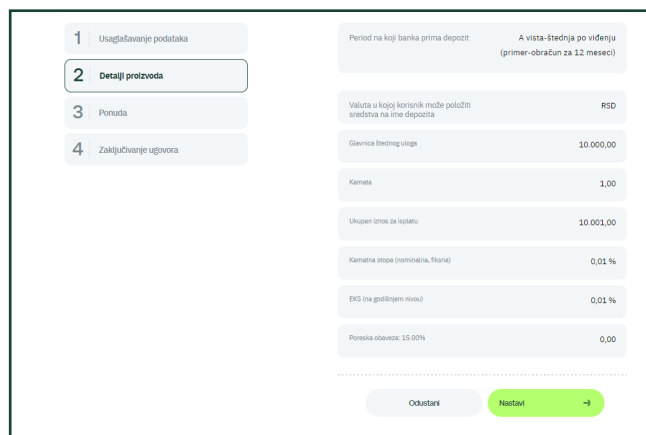 1 Usaglašavanje podataka
2 Detalji proizvoda
3 Ponuda
4 Zaključivanje ugovora
Period na koji banka prima depozit A vista-štednja po viđenju
(primer-obračun za 12 meseci)
Valuta u kojoj korisnik može položiti
sredstva na ime depozita RSD
Glavnica štednog uloga 10.000,00
Kamata 1,00
Ukupan iznos za isplatu 10.001,00
Kamatna stopa (nominalna, fiksna) 0,01 %
EKS (na godišnjem nivou) 0,01 %
Poreska obaveza: 15.00% 0,00
Odustani Nastavi